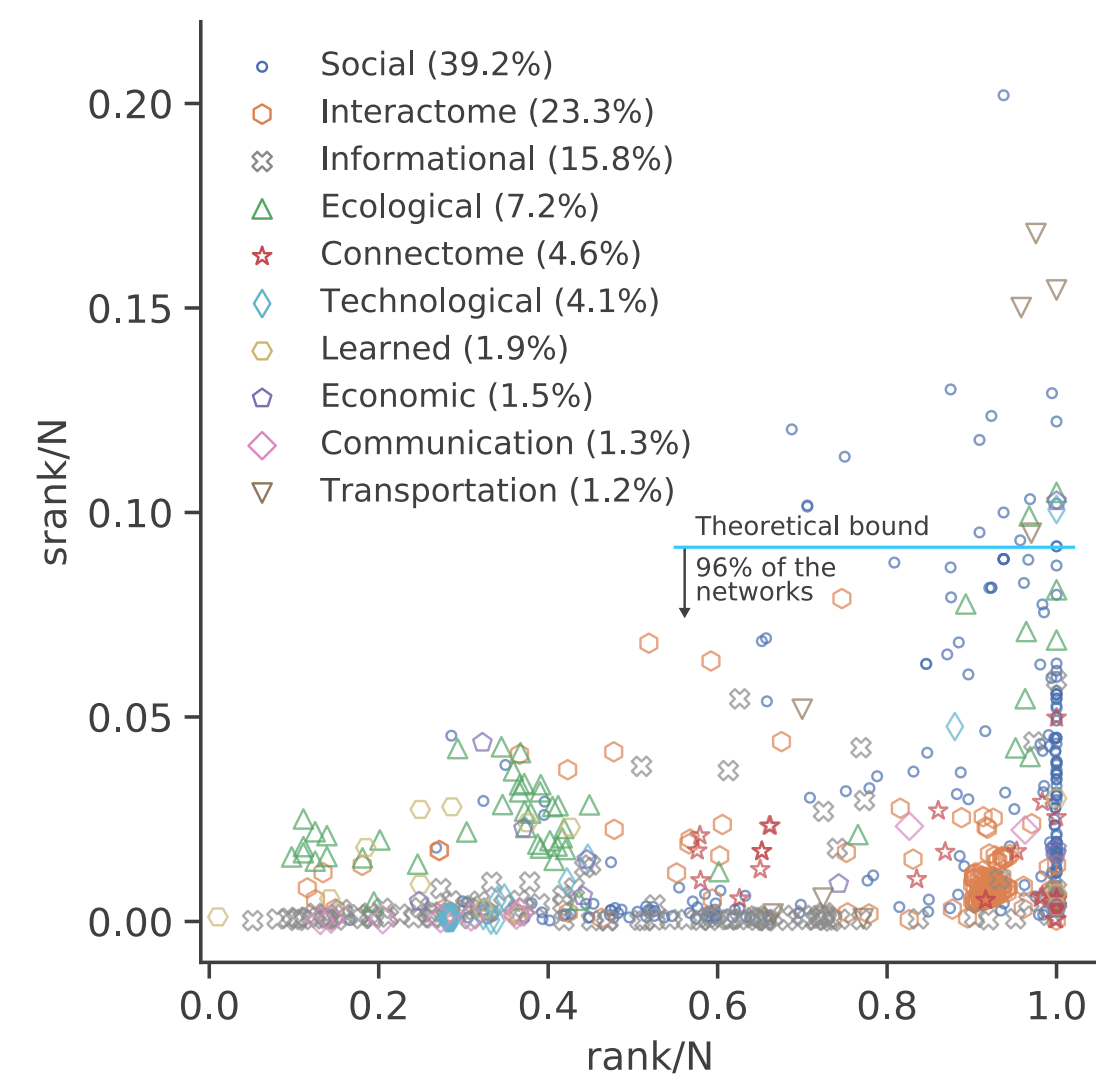 0.20
0.15
0.10
0.05
0.00
srank/N
Social (39.2%)
Interactome (23.3%)
Informational (15.8%)
Ecological (7.2%)
Connectome (4.6%)
Technological (4.1%)
Learned (1.9%)
Economic (1.5%)
Communication (1.3%)
Transportation (1.2%)
Theoretical bound
96% of the
networks
0.0 0.2 0.4 0.6 0.8 1.0
rank/N